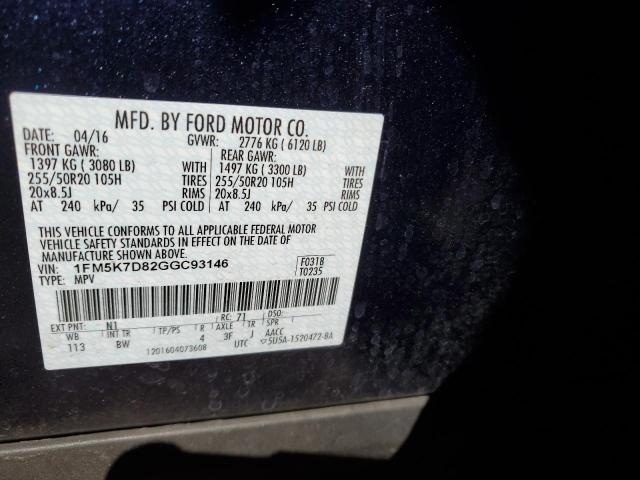 MFD. BY FORD MOTOR CO.
DATE: 04/16 GVWR: 2776 KG ( 6120 LB)
FRONT GAWR: REAR GAWR:
1397 KG ( 3080 LB) WITH 1497 KG ( 3300 LB) WITH
255/50R20 105H TIRES 255/50R20 105H TIRES
20x8.5J RIMS 20x8.5J RIMS
AT 240 kPa/ 35 PSI COLD AT 240 kPa/ 35 PSI COLD
THIS VEHICLE CONFORMS TO ALL APPLICABLE FEDERAL MOTOR
VEHICLE SAFETY STANDARDS IN EFFECT ON THE DATE OF
MANUFACTURE SHOWN ABOVE.
VIN: 1FM5K7D82GGC93146 F0318
TYPE: MPV T0235
EXT PNT: N1 RC: 71 DSO:
WB INT TR TP/PS R AXLE TR SPR
113 BW 4 3F J AACC
1201604073608 UTC 5U5A-1520472-BA